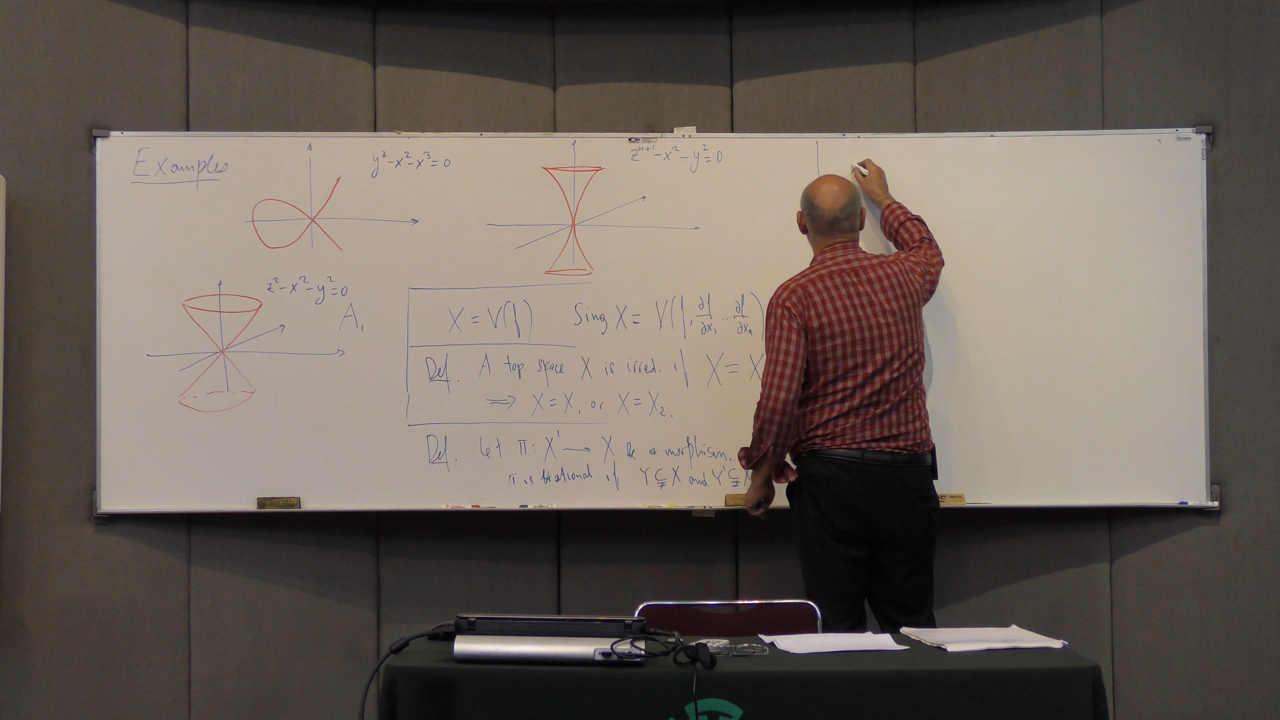 Examples
y²-x²-x³=0
zⁿ⁺¹-x²-y²=0
z²-x²-y²=0
A₁
X=V(f) Sing X= V(f, ∂f/∂x₁ ... ∂f/∂xₙ)
Def. A top space X is irred. if X = X
⟹ X=X₁ or X=X₂.
Def. Let π: X' → X be a morphism.
π is birational if Y⊊X and Y'⊊X